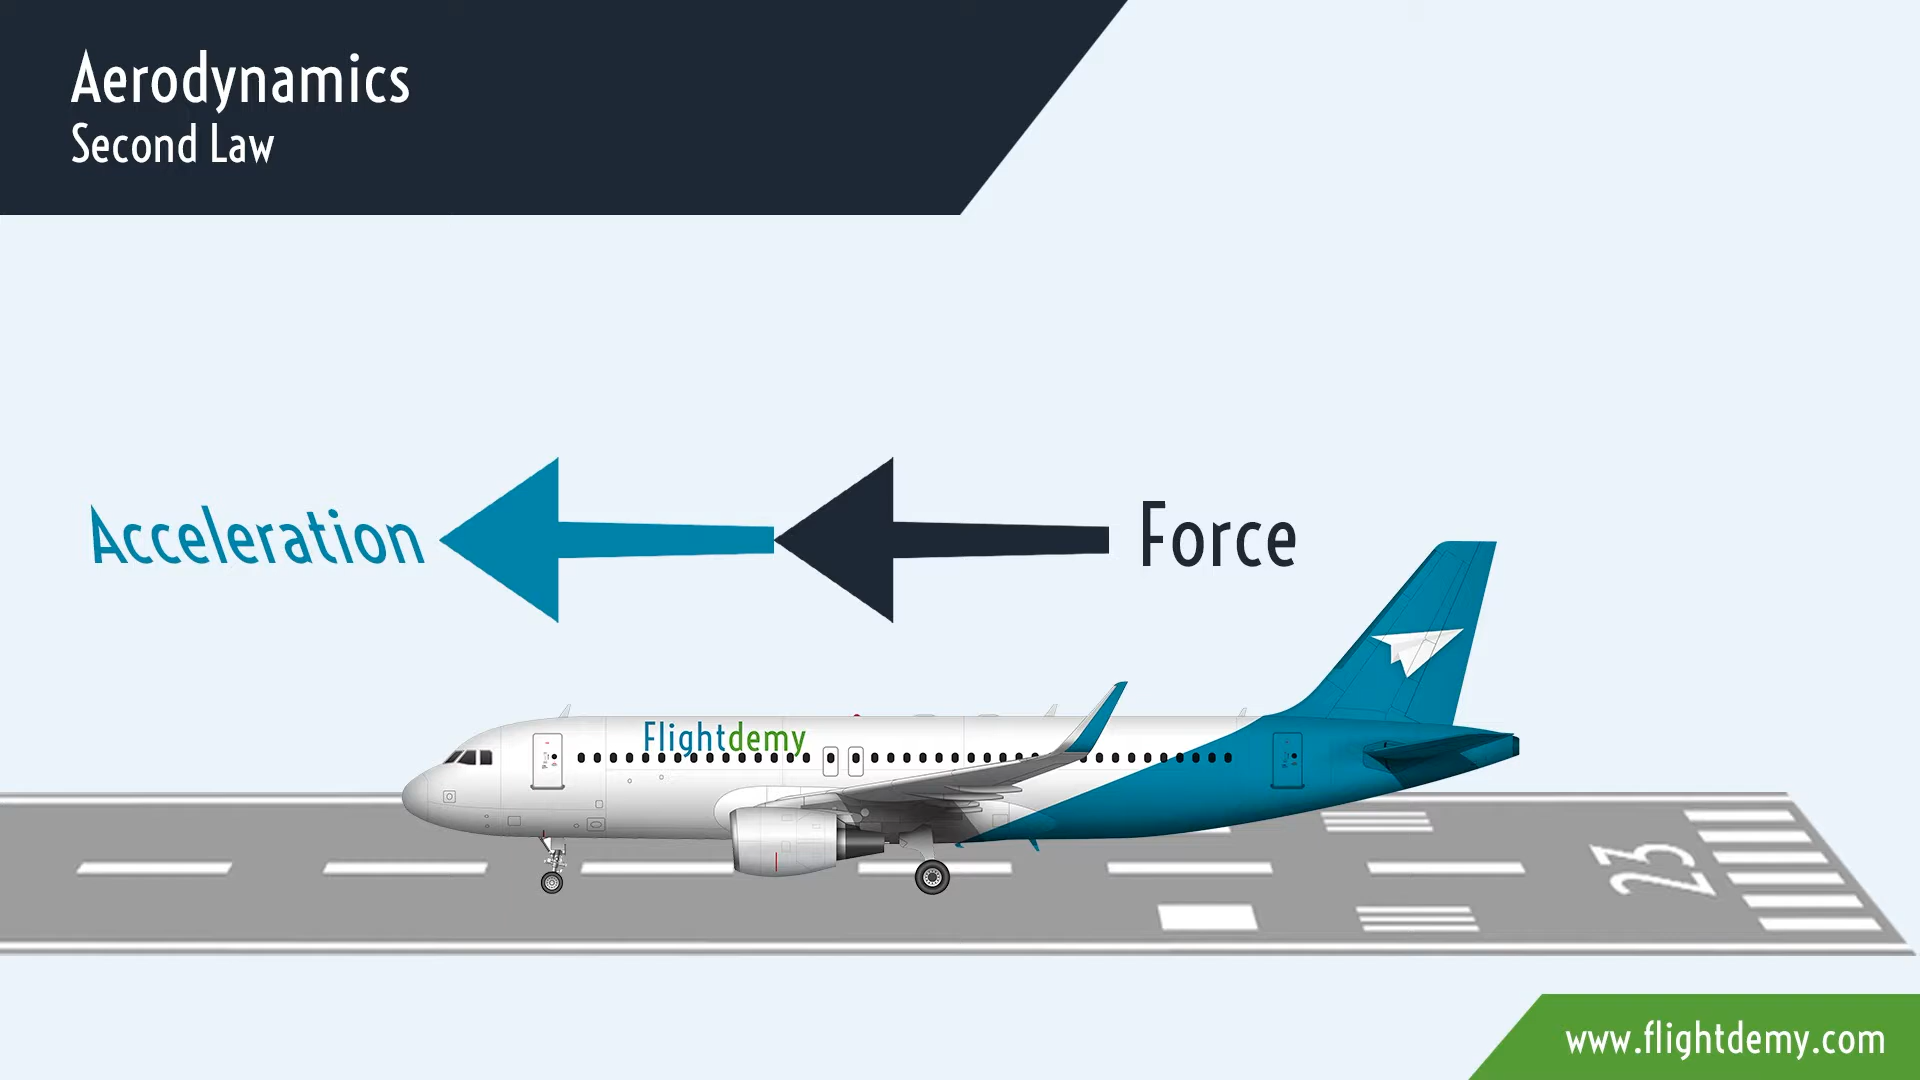 Aerodynamics
Second Law
Acceleration
Force
Flightdemy
23
www.flightdemy.com